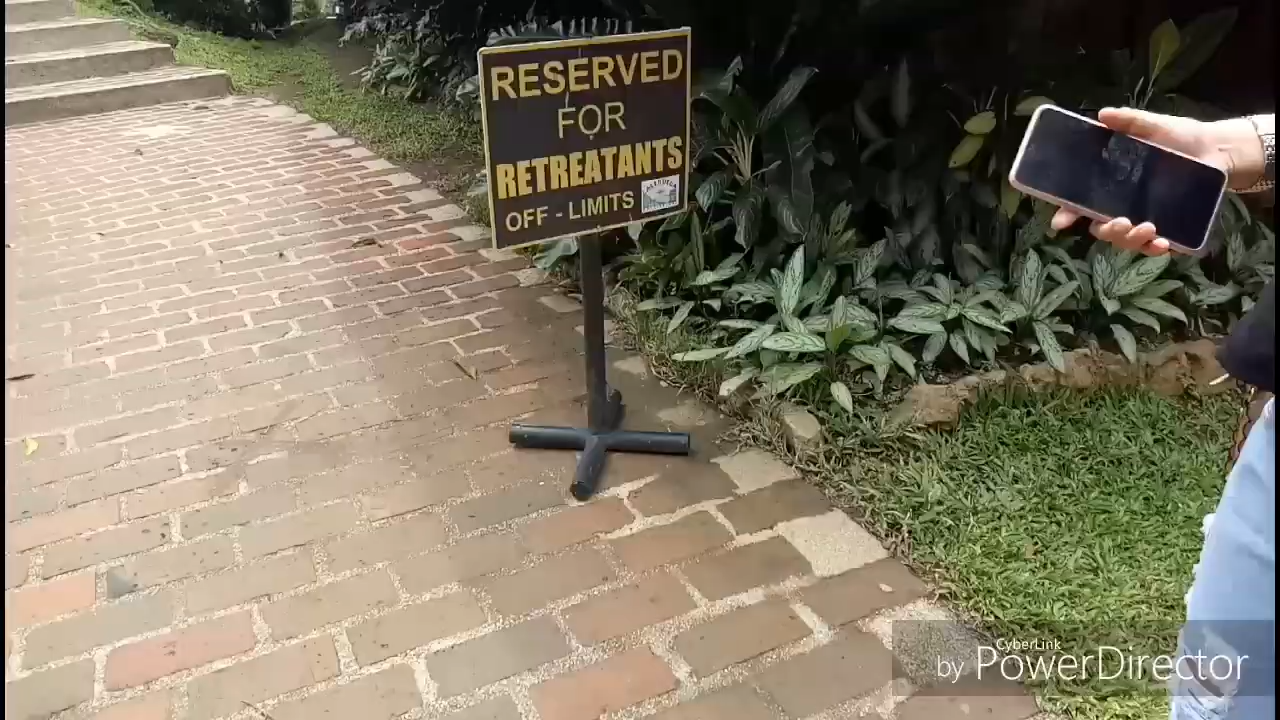 RESERVED
FOR
RETREATANTS
OFF - LIMITS
CyberLink
by PowerDirector